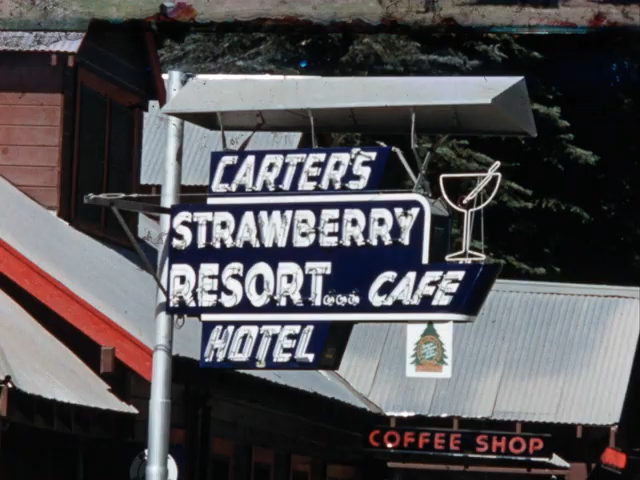 CARTER'S
STRAWBERRY
RESORT... CAFE
HOTEL
COFFEE SHOP